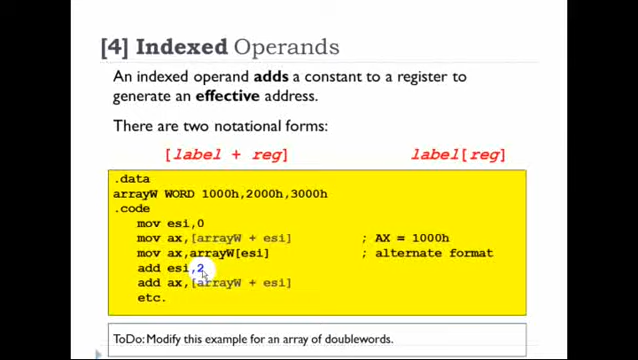 [4] Indexed Operands
An indexed operand adds a constant to a register to
generate an effective address.
There are two notational forms:
[label + reg] label[reg]
.data
arrayW WORD 1000h,2000h,3000h
.code
mov esi,0
mov ax,[arrayW + esi] ; AX = 1000h
mov ax,arrayW[esi] ; alternate format
add esi,2
add ax,[arrayW + esi]
etc.
ToDo: Modify this example for an array of doublewords.